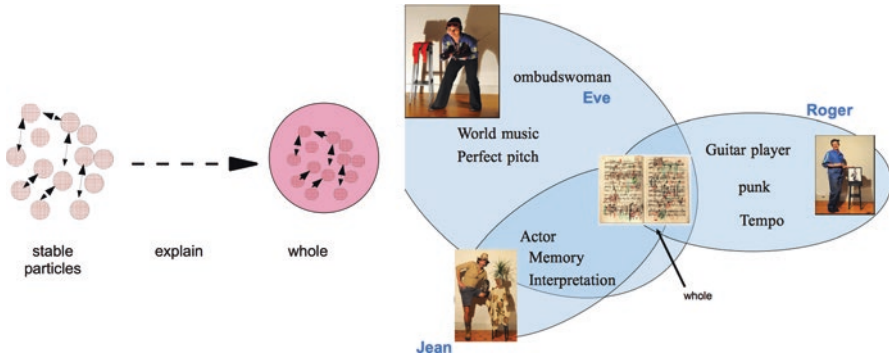 stable
particles
explain
whole
ombudswoman
Eve
World music
Perfect pitch
Roger
Guitar player
punk
Tempo
Actor
Memory
Interpretation
whole
Jean